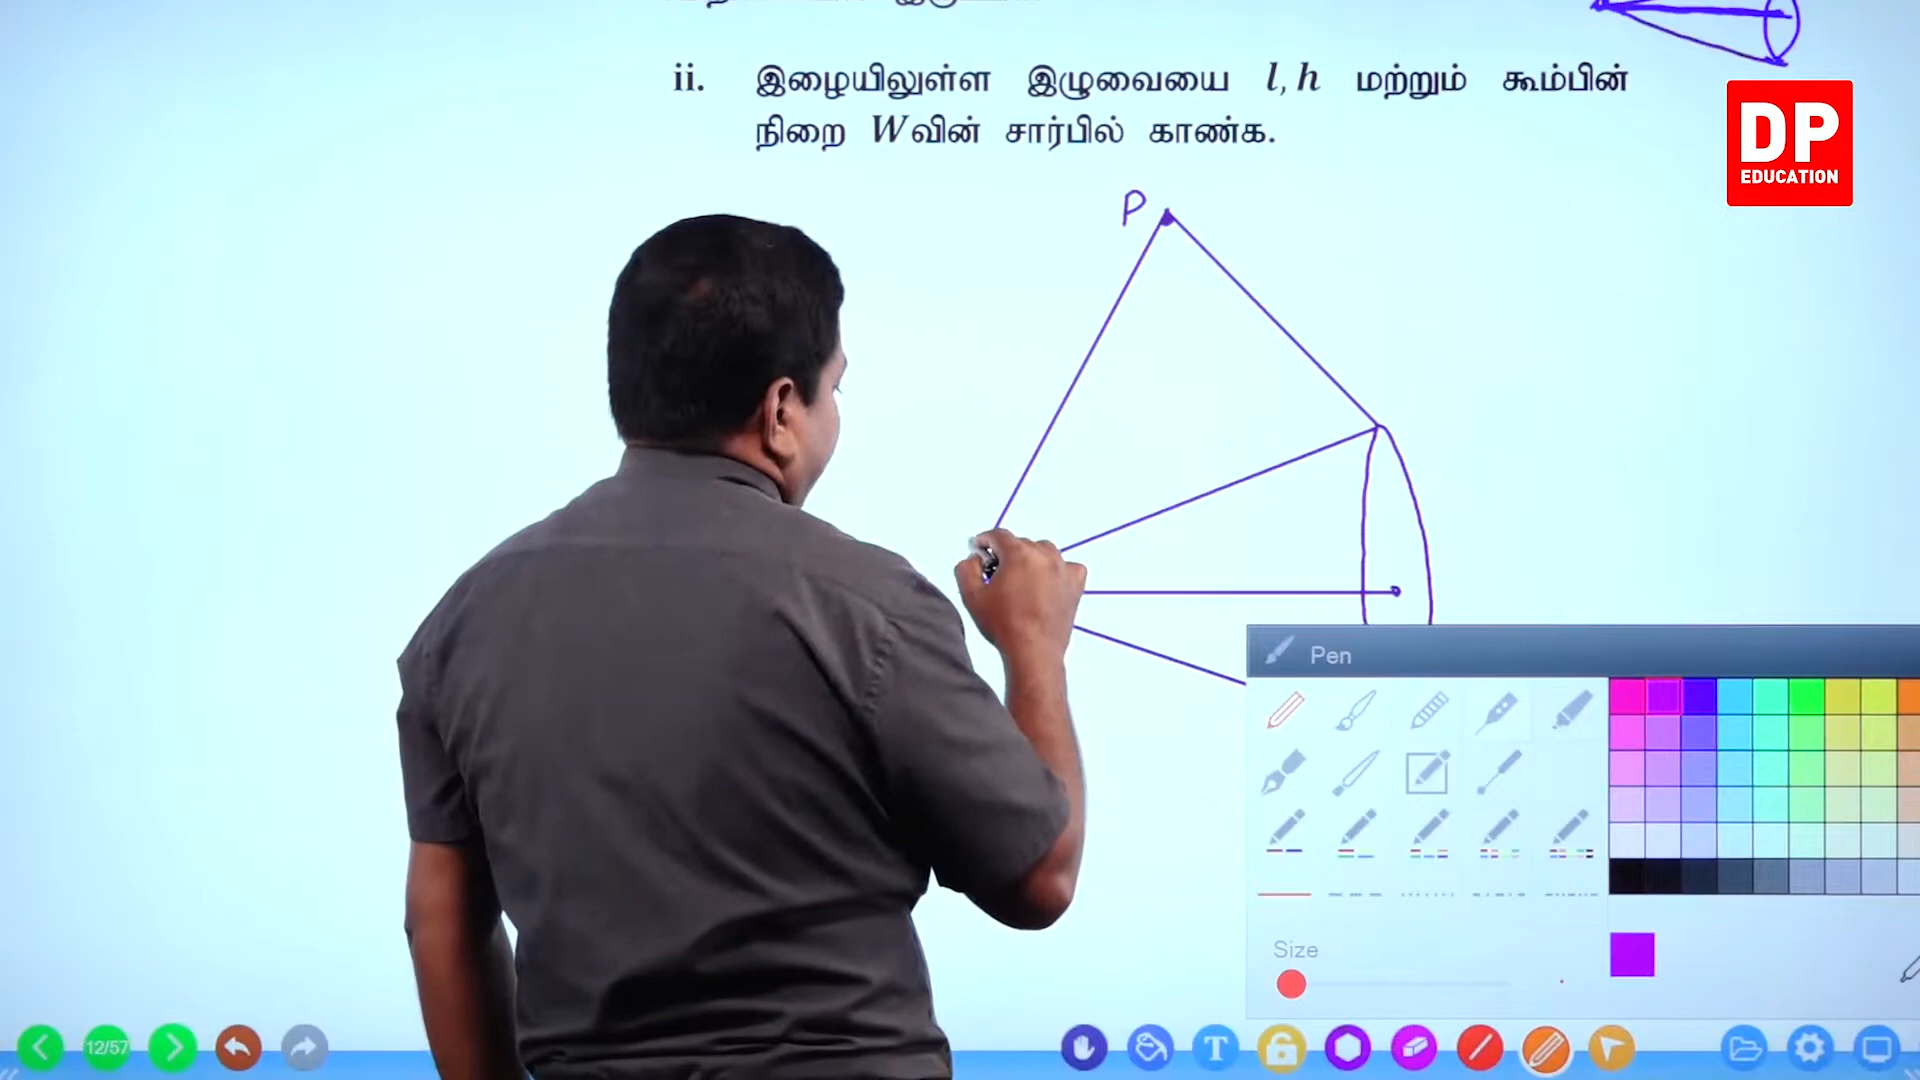 ii. இழையிலுள்ள இழுவையை l, h மற்றும் கூம்பின்
நிறை Wவின் சார்பில் காண்க.
DP
EDUCATION
P
Pen
Size
12/57
T